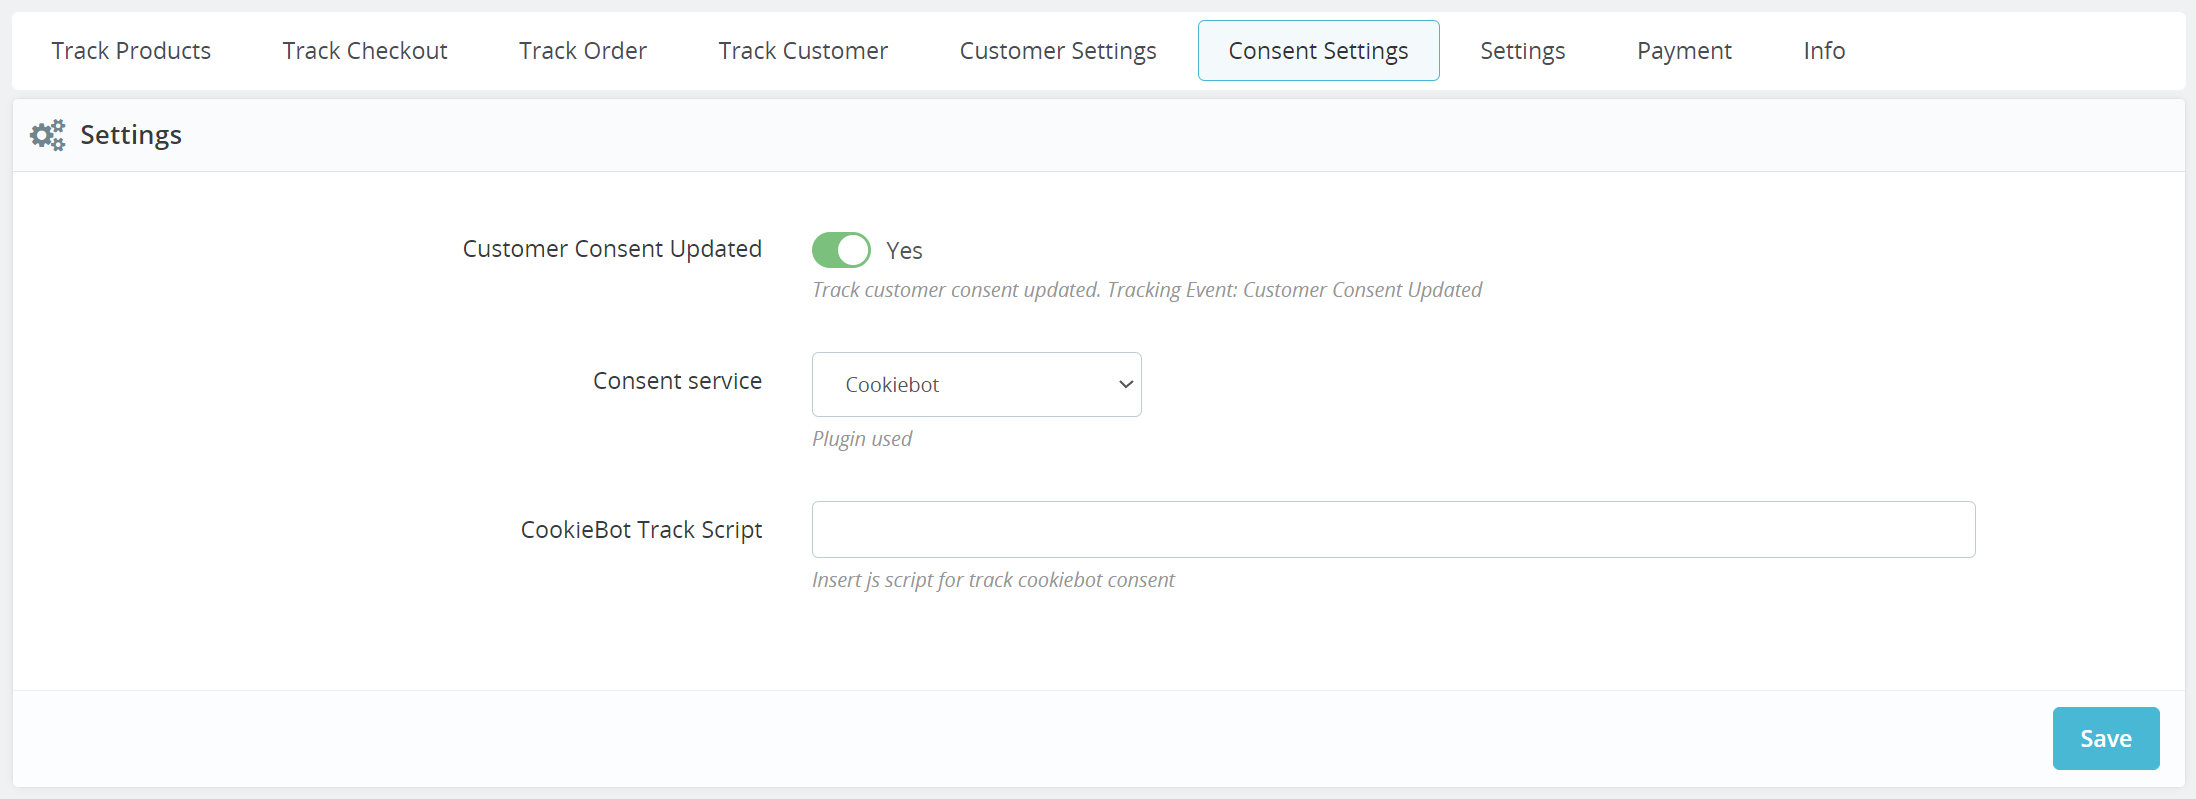 Track Products Track Checkout Track Order Track Customer Customer Settings Consent Settings Settings Payment Info
Settings
Customer Consent Updated Yes
Track customer consent updated. Tracking Event: Customer Consent Updated
Consent service Cookiebot
Plugin used
CookieBot Track Script
Insert js script for track cookiebot consent
Save